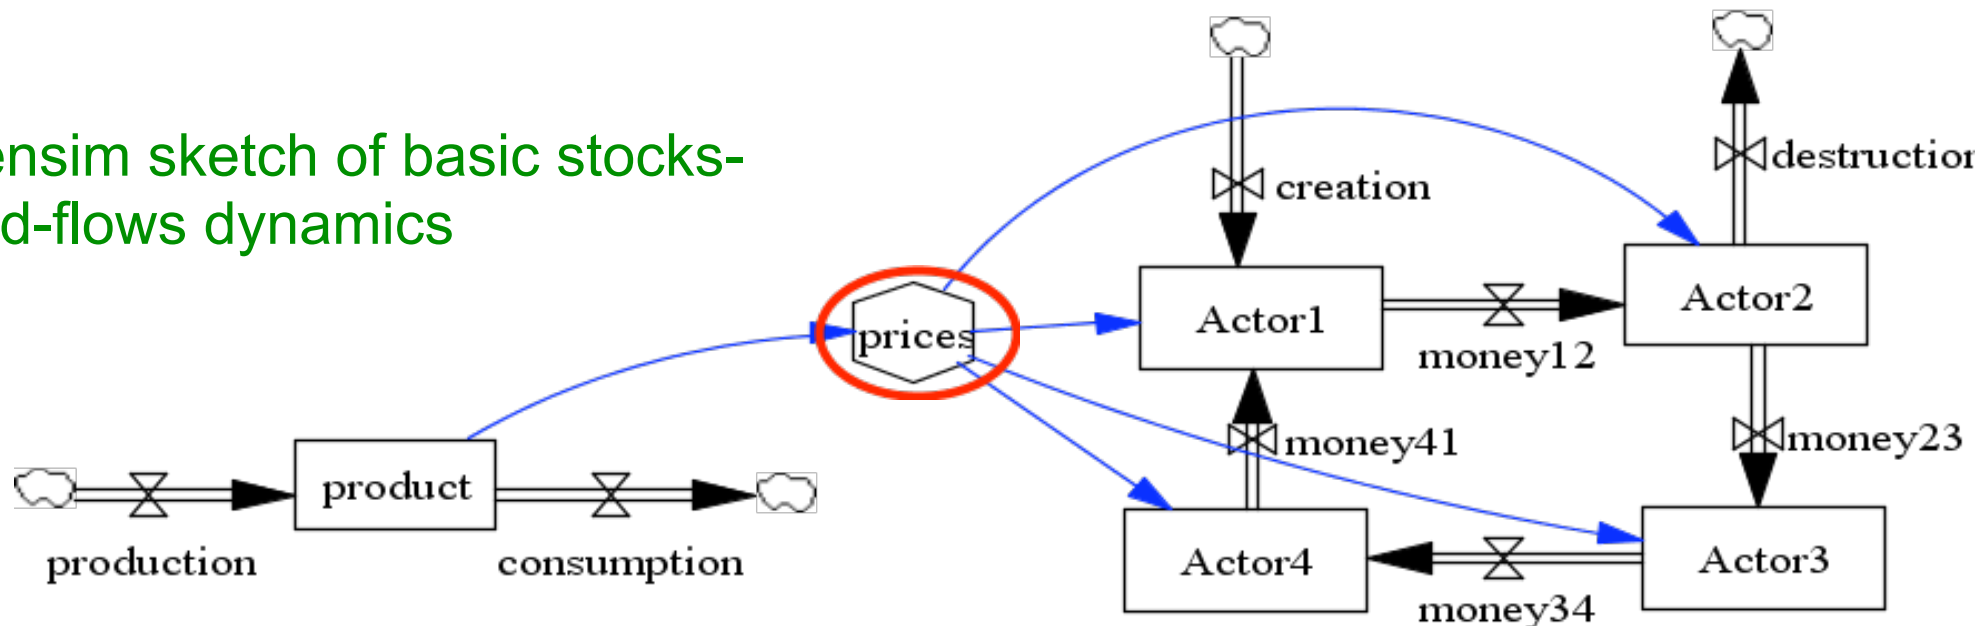 ensim sketch of basic stocks-
d-flows dynamics
creation
destruction
prices
Actor1
Actor2
money12
money41
money23
product
production
consumption
Actor4
Actor3
money34